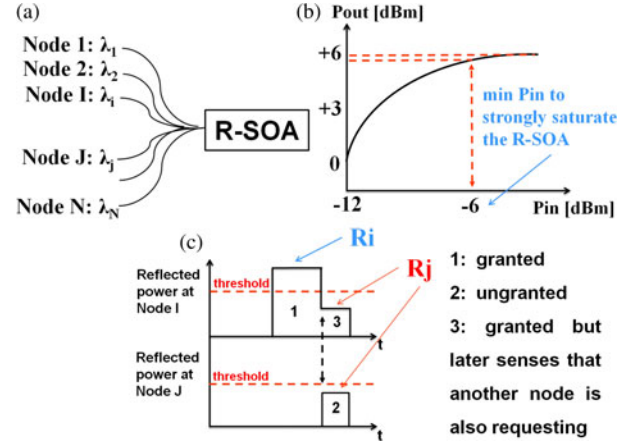 (a)
Node 1: λ1
Node 2: λ2
Node I: λi
Node J: λj
Node N: λN
R-SOA
(b)
Pout [dBm]
+6
+3
0
-12
-6
Pin [dBm]
min Pin to
strongly saturate
the R-SOA
(c)
Ri
Rj
Reflected
power at
Node I
threshold
1
3
t
Reflected
power at
Node J
threshold
2
t
1: granted
2: ungranted
3: granted but
later senses that
another node is
also requesting